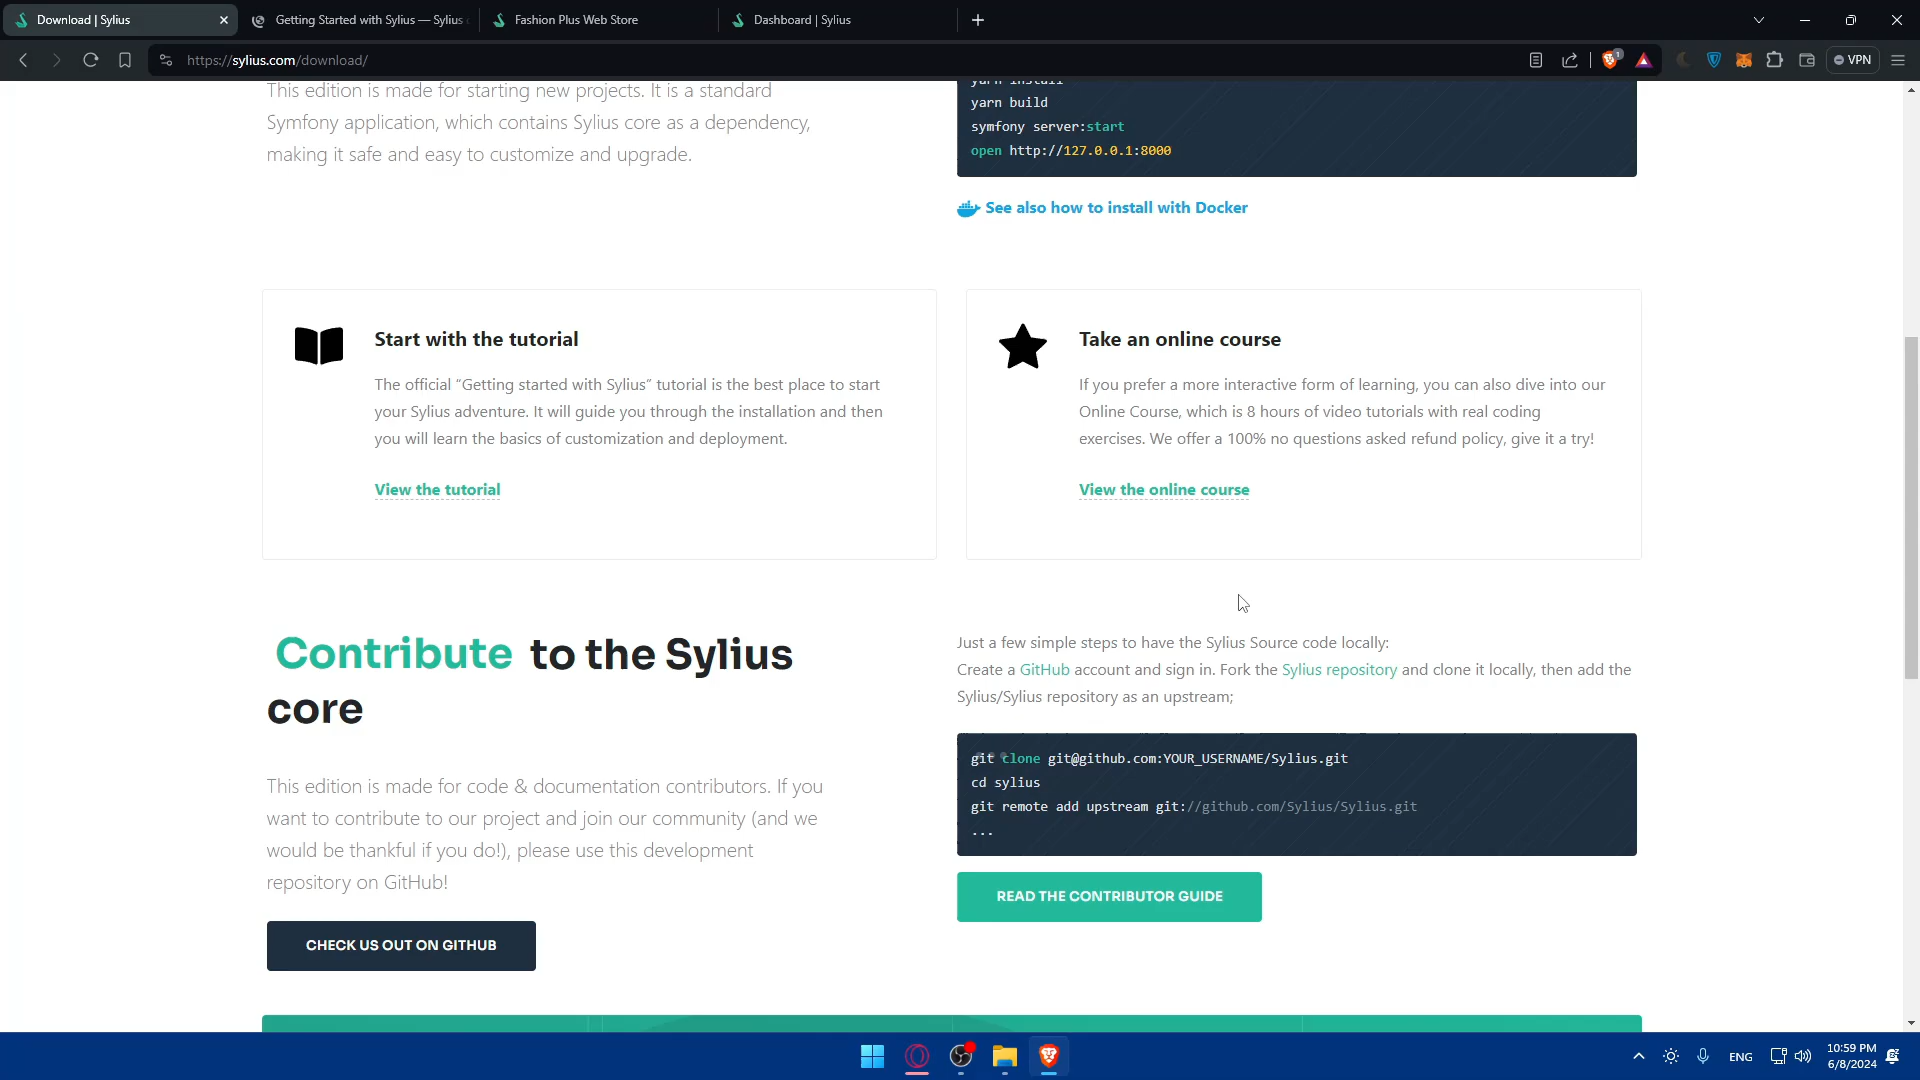 Download | Sylius
Getting Started with Sylius — Sylius
Fashion Plus Web Store
Dashboard | Sylius
https://sylius.com/download/
1
VPN
This edition is made for starting new projects. It is a standard
Symfony application, which contains Sylius core as a dependency,
making it safe and easy to customize and upgrade.
yarn install
yarn build
symfony server:start
open http://127.0.0.1:8000
See also how to install with Docker
Start with the tutorial
The official “Getting started with Sylius” tutorial is the best place to start
your Sylius adventure. It will guide you through the installation and then
you will learn the basics of customization and deployment.
View the tutorial
Take an online course
If you prefer a more interactive form of learning, you can also dive into our
Online Course, which is 8 hours of video tutorials with real coding
exercises. We offer a 100% no questions asked refund policy, give it a try!
View the online course
Contribute to the Sylius
core
This edition is made for code & documentation contributors. If you
want to contribute to our project and join our community (and we
would be thankful if you do!), please use this development
repository on GitHub!
CHECK US OUT ON GITHUB
Just a few simple steps to have the Sylius Source code locally:
Create a GitHub account and sign in. Fork the Sylius repository and clone it locally, then add the
Sylius/Sylius repository as an upstream;
git clone git@github.com:YOUR_USERNAME/Sylius.git
cd sylius
git remote add upstream git://github.com/Sylius/Sylius.git
...
READ THE CONTRIBUTOR GUIDE
ENG
10:59 PM
6/8/2024